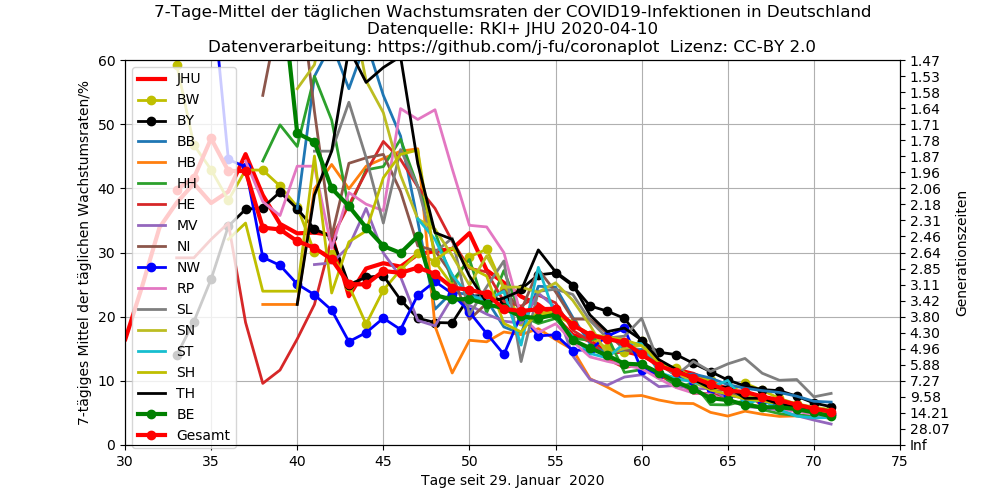 7-Tage-Mittel der täglichen Wachstumsraten der COVID19-Infektionen in Deutschland
Datenquelle: RKI+ JHU 2020-04-10
Datenverarbeitung: https://github.com/j-fu/coronaplot  Lizenz: CC-BY 2.0
7-tägiges Mittel der täglichen Wachstumsraten/%
60
50
40
30
20
10
0
JHU
BW
BY
BB
HB
HH
HE
MV
NI
NW
RP
SL
SN
ST
SH
TH
BE
Gesamt
1.47
1.53
1.58
1.64
1.71
1.78
1.87
1.96
2.06
2.18
2.31
2.46
2.64
2.85
3.11
3.42
3.80
4.30
4.96
5.88
7.27
9.58
14.21
28.07
Inf
Generationszeiten
30 35 40 45 50 55 60 65 70 75
Tage seit 29. Januar  2020